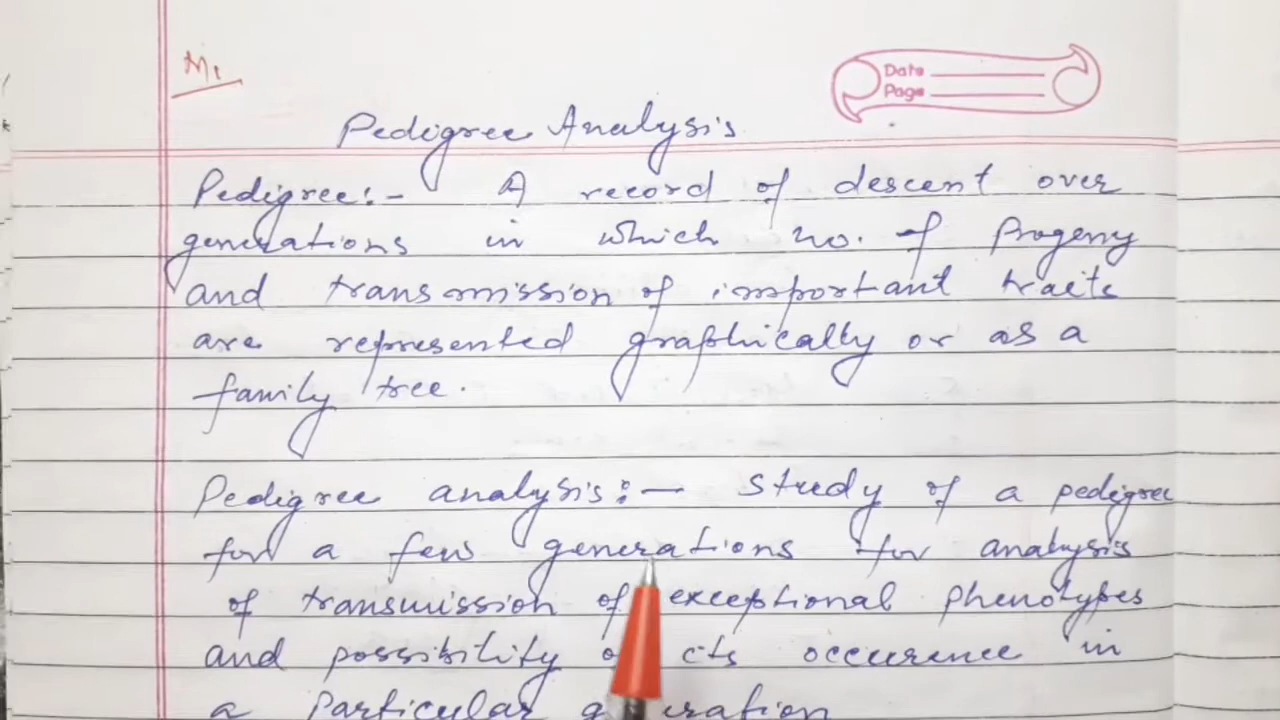 Date
Page
Pedigree Analysis
Pedigree:- A record of descent over
generations in which no. of Progeny
and transmission of important traits
are represented graphically or as a
family tree.
Pedigree analysis:- study of a pedigree
for a few generations for analysis
of transmission of exceptional phenotypes
and possibility of its occurence in
a particular generation